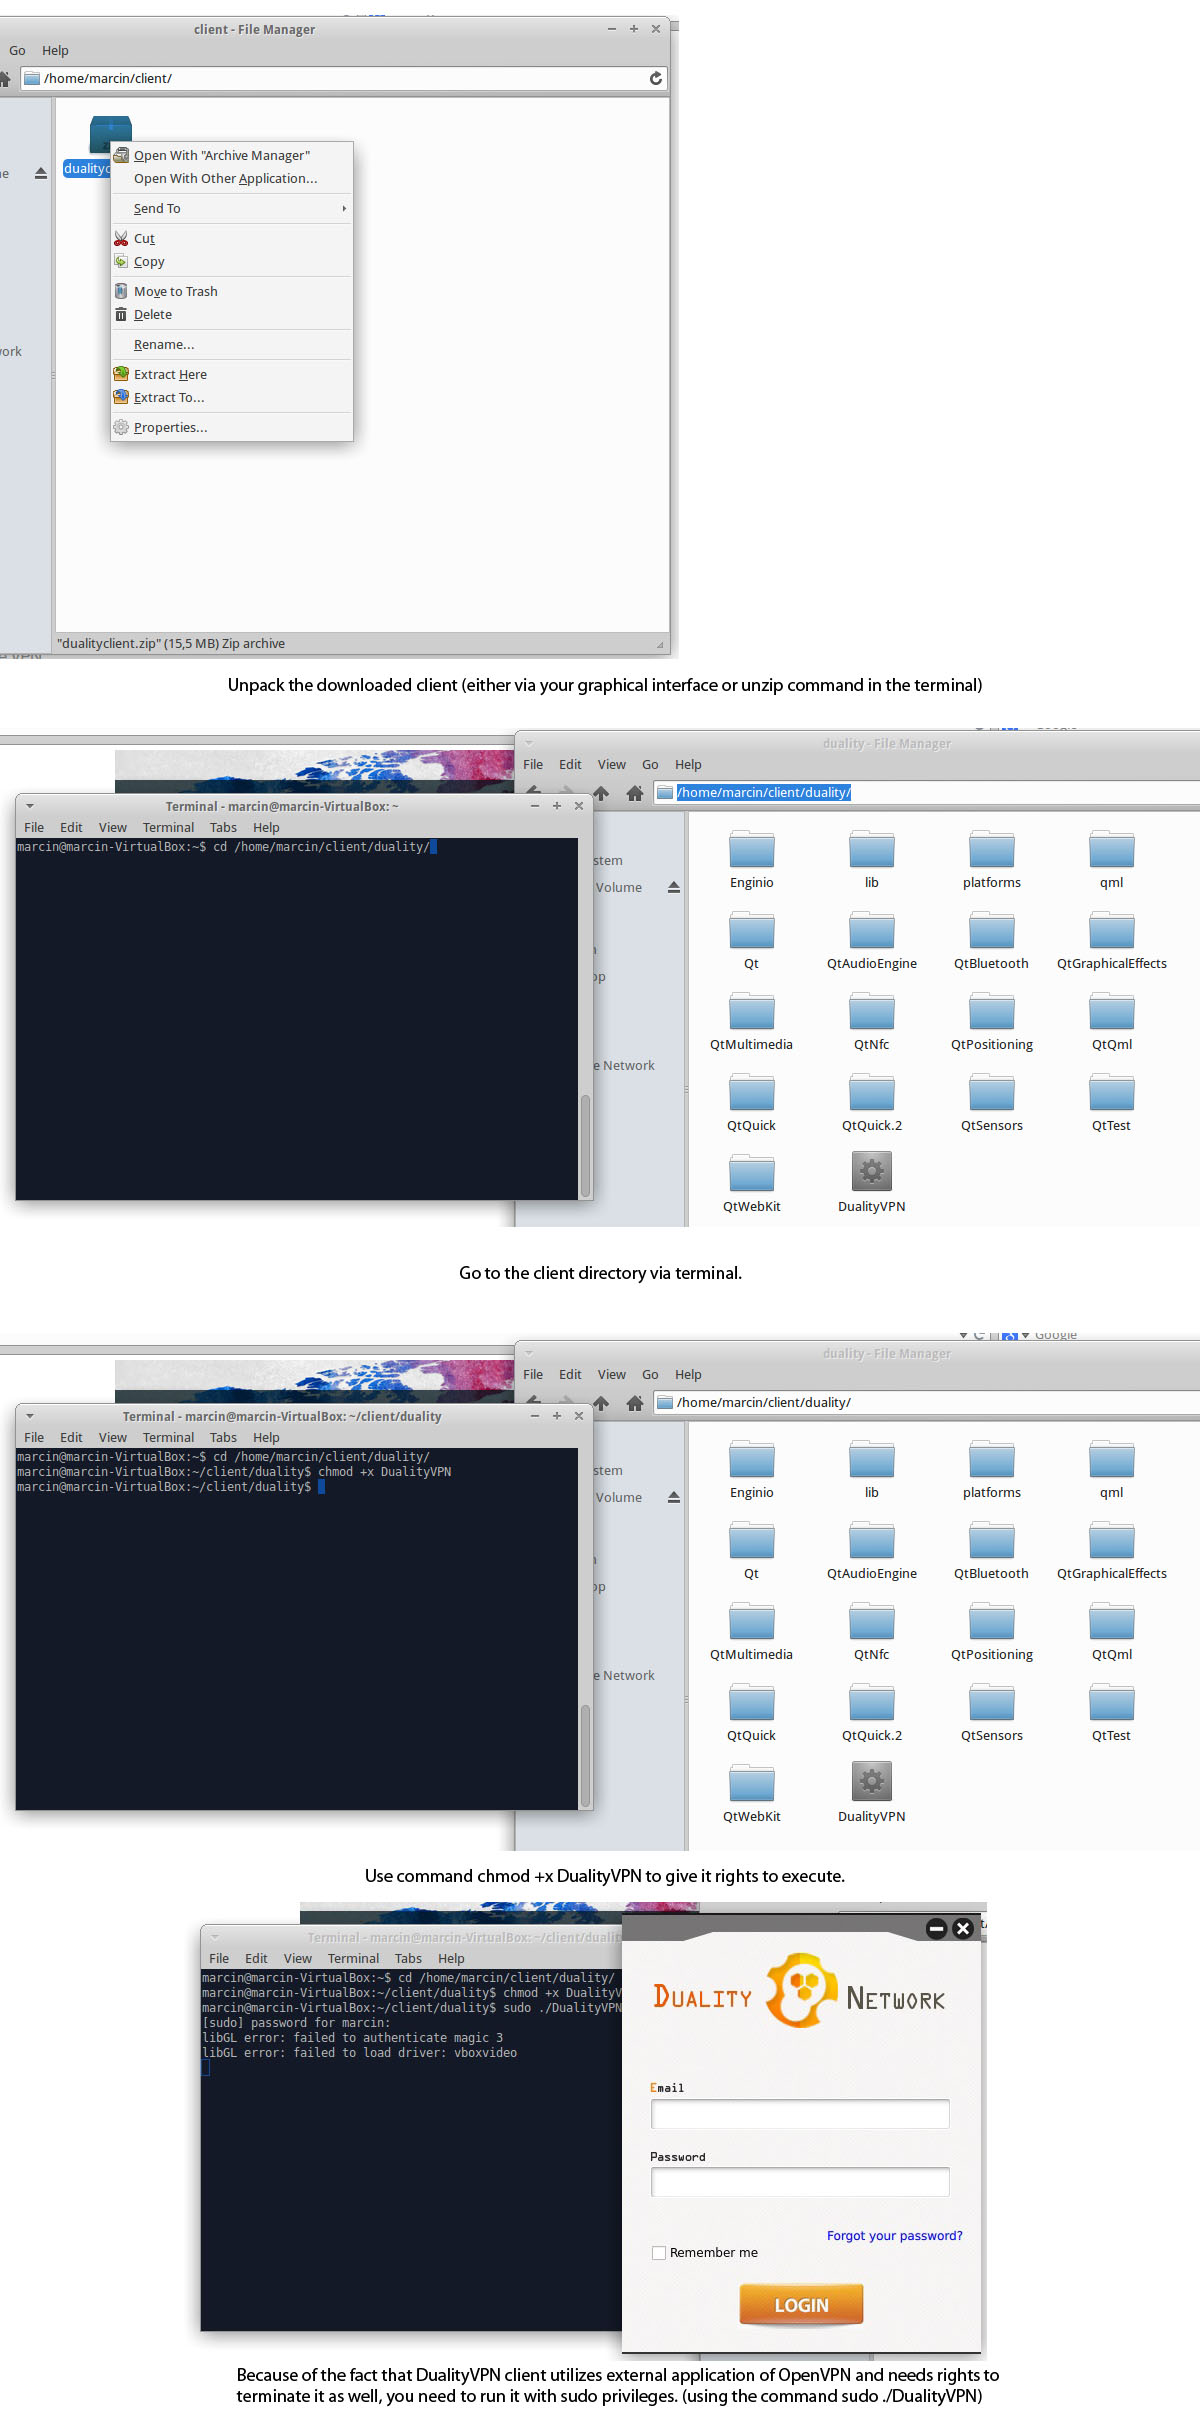 client - File Manager
Go Help
/home/marcin/client/
Open With "Archive Manager"
dualityc
Open With Other Application...
Send To
Cut
Copy
Move to Trash
Delete
Rename...
Extract Here
Extract To...
Properties...
"dualityclient.zip" (15,5 MB) Zip archive
Unpack the downloaded client (either via your graphical interface or unzip command in the terminal)
duality - File Manager
File Edit View Go Help
/home/marcin/client/duality/
Terminal - marcin@marcin-VirtualBox: ~
File Edit View Terminal Tabs Help
marcin@marcin-VirtualBox:~$ cd /home/marcin/client/duality/
stem
Volume
Network
Enginio lib platforms qml
Qt QtAudioEngine QtBluetooth QtGraphicalEffects
QtMultimedia QtNfc QtPositioning QtQml
QtQuick QtQuick.2 QtSensors QtTest
QtWebKit DualityVPN
Go to the client directory via terminal.
Google
duality - File Manager
File Edit View Go Help
/home/marcin/client/duality/
Terminal - marcin@marcin-VirtualBox: ~/client/duality
File Edit View Terminal Tabs Help
marcin@marcin-VirtualBox:~$ cd /home/marcin/client/duality/
marcin@marcin-VirtualBox:~/client/duality$ chmod +x DualityVPN
marcin@marcin-VirtualBox:~/client/duality$
stem
Volume
Network
Enginio lib platforms qml
Qt QtAudioEngine QtBluetooth QtGraphicalEffects
QtMultimedia QtNfc QtPositioning QtQml
QtQuick QtQuick.2 QtSensors QtTest
QtWebKit DualityVPN
Use command chmod +x DualityVPN to give it rights to execute.
Terminal - marcin@marcin-VirtualBox: ~/client/dualit
File Edit View Terminal Tabs Help
marcin@marcin-VirtualBox:~$ cd /home/marcin/client/duality/
marcin@marcin-VirtualBox:~/client/duality$ chmod +x DualityV
marcin@marcin-VirtualBox:~/client/duality$ sudo ./DualityVPN
[sudo] password for marcin:
libGL error: failed to authenticate magic 3
libGL error: failed to load driver: vboxvideo
DUALITY NETWORK
Email
Password
Forgot your password?
Remember me
LOGIN
Because of the fact that DualityVPN client utilizes external application of OpenVPN and needs rights to
terminate it as well, you need to run it with sudo privileges. (using the command sudo ./DualityVPN)